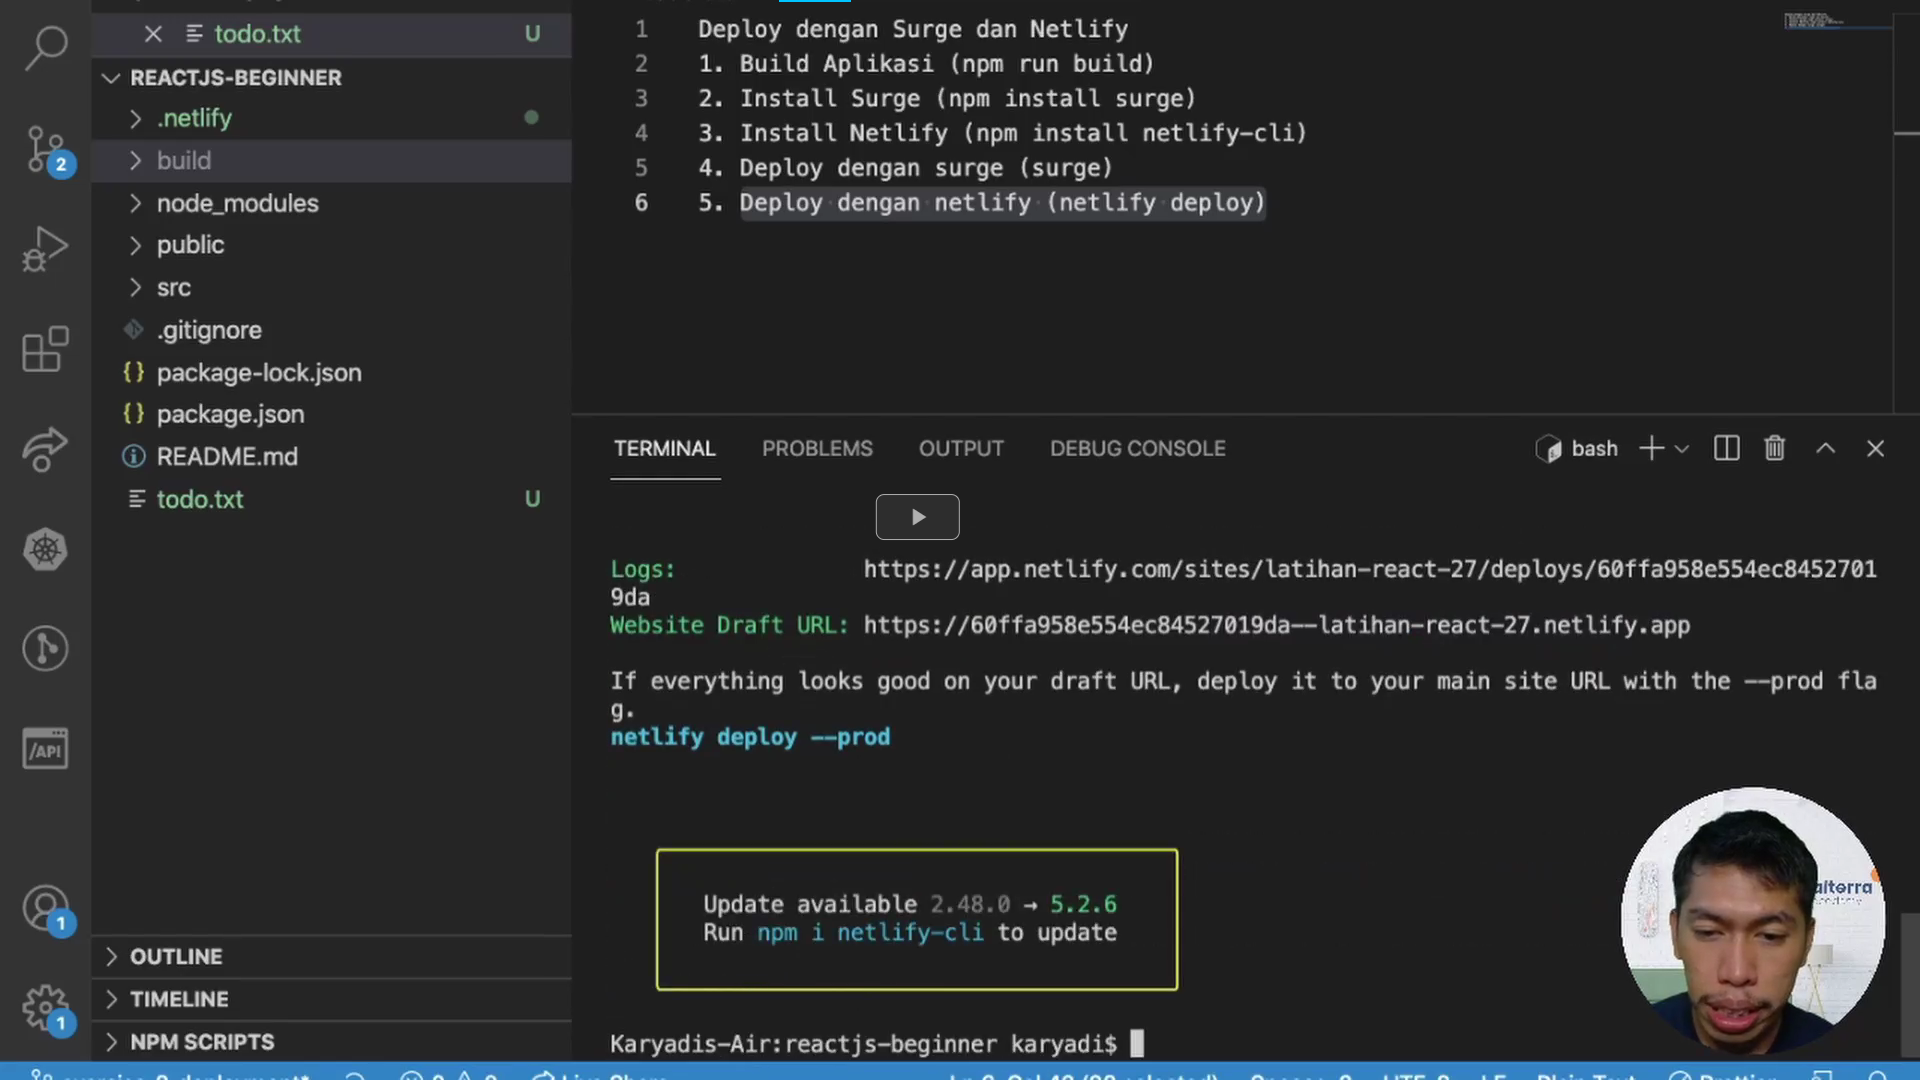 todo.txt U
REACTJS-BEGINNER
.netlify
build
node_modules
public
src
.gitignore
package-lock.json
package.json
README.md
todo.txt U
OUTLINE
TIMELINE
NPM SCRIPTS
2
1
1
/API
1 Deploy dengan Surge dan Netlify
2 1. Build Aplikasi (npm run build)
3 2. Install Surge (npm install surge)
4 3. Install Netlify (npm install netlify-cli)
5 4. Deploy dengan surge (surge)
6 5. Deploy dengan netlify (netlify deploy)
TERMINAL PROBLEMS OUTPUT DEBUG CONSOLE bash
Logs: https://app.netlify.com/sites/latihan-react-27/deploys/60ffa958e554ec8452701
9da
Website Draft URL: https://60ffa958e554ec84527019da--latihan-react-27.netlify.app
If everything looks good on your draft URL, deploy it to your main site URL with the --prod fla
g.
netlify deploy --prod
Update available 2.48.0 → 5.2.6
Run npm i netlify-cli to update
Karyadis-Air:reactjs-beginner karyadi$